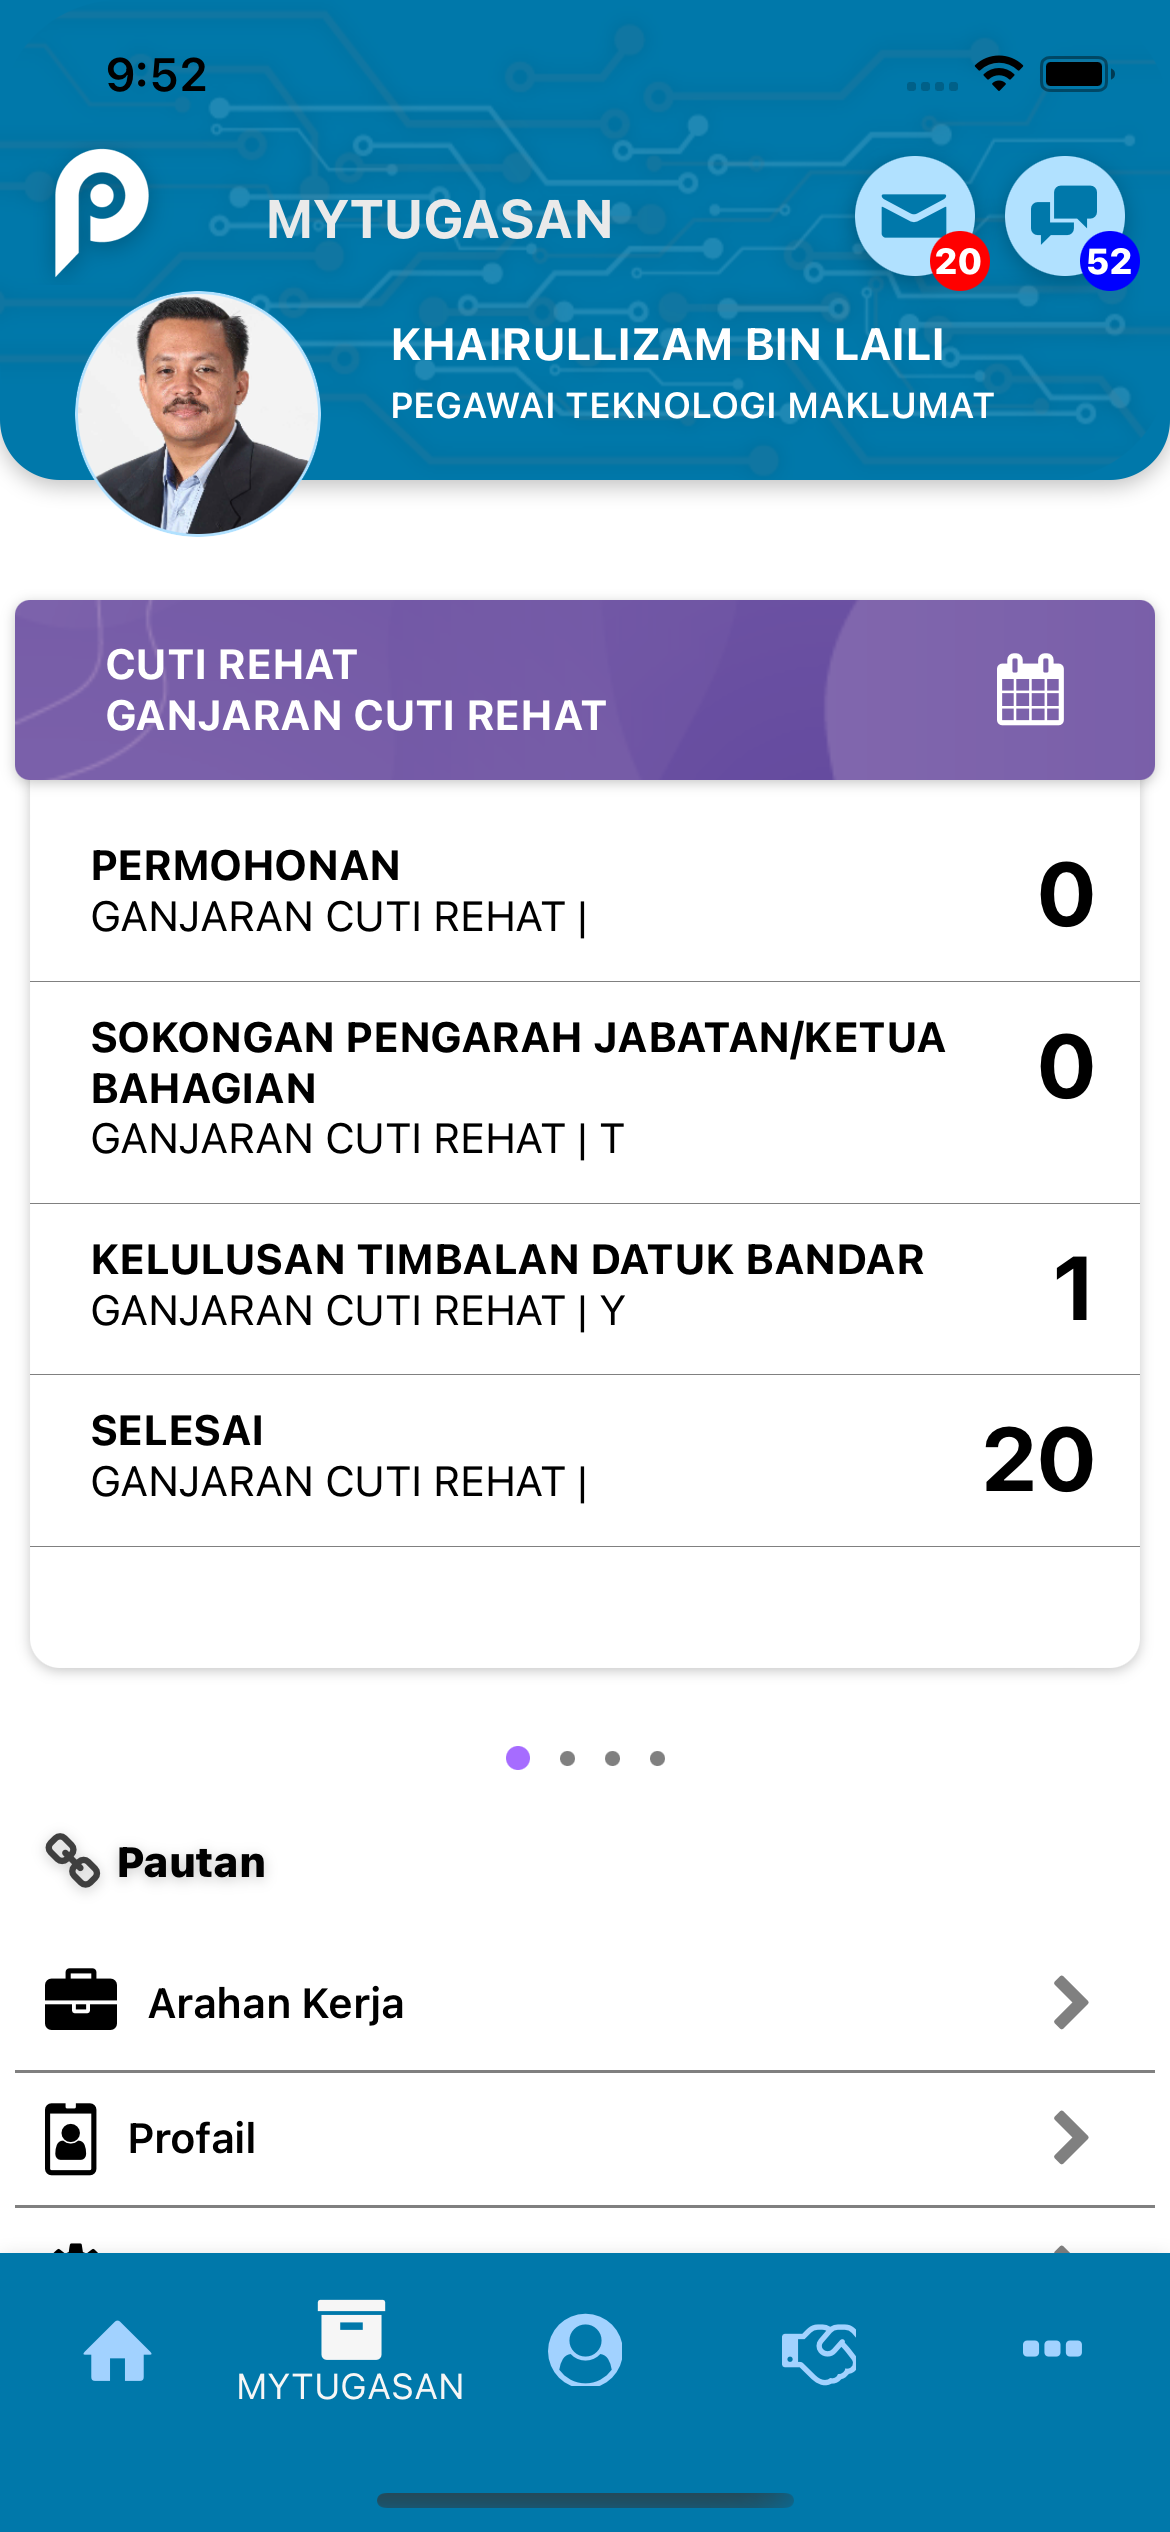 9:52
MYTUGASAN
20
52
KHAIRULLIZAM BIN LAILI
PEGAWAI TEKNOLOGI MAKLUMAT
CUTI REHAT
GANJARAN CUTI REHAT
PERMOHONAN
GANJARAN CUTI REHAT |
0
SOKONGAN PENGARAH JABATAN/KETUA
BAHAGIAN
GANJARAN CUTI REHAT | T
0
KELULUSAN TIMBALAN DATUK BANDAR
GANJARAN CUTI REHAT | Y
1
SELESAI
GANJARAN CUTI REHAT |
20
Pautan
Arahan Kerja
Profail
MYTUGASAN